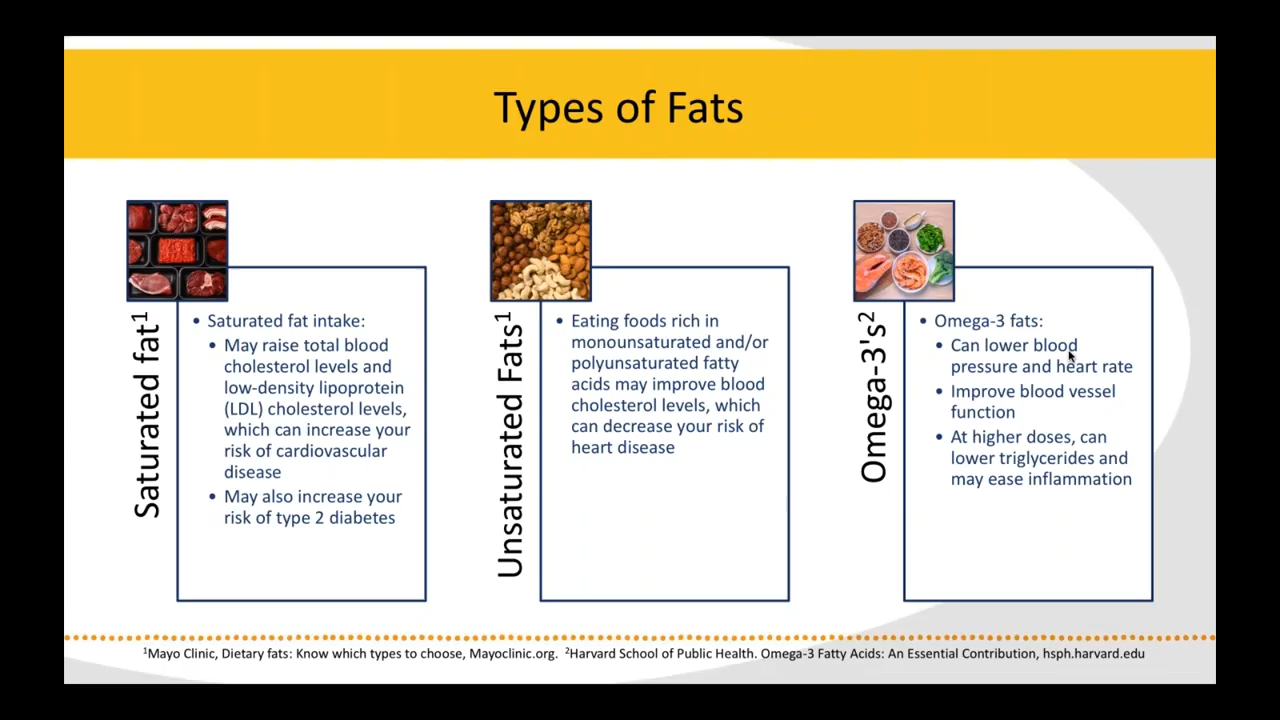 Types of Fats
Saturated fat¹
• Saturated fat intake:
• May raise total blood
cholesterol levels and
low-density lipoprotein
(LDL) cholesterol levels,
which can increase your
risk of cardiovascular
disease
• May also increase your
risk of type 2 diabetes
Unsaturated Fats¹
• Eating foods rich in
monounsaturated and/or
polyunsaturated fatty
acids may improve blood
cholesterol levels, which
can decrease your risk of
heart disease
Omega-3's²
• Omega-3 fats:
• Can lower blood
pressure and heart rate
• Improve blood vessel
function
• At higher doses, can
lower triglycerides and
may ease inflammation
¹Mayo Clinic, Dietary fats: Know which types to choose, Mayoclinic.org. ²Harvard School of Public Health. Omega-3 Fatty Acids: An Essential Contribution, hsph.harvard.edu